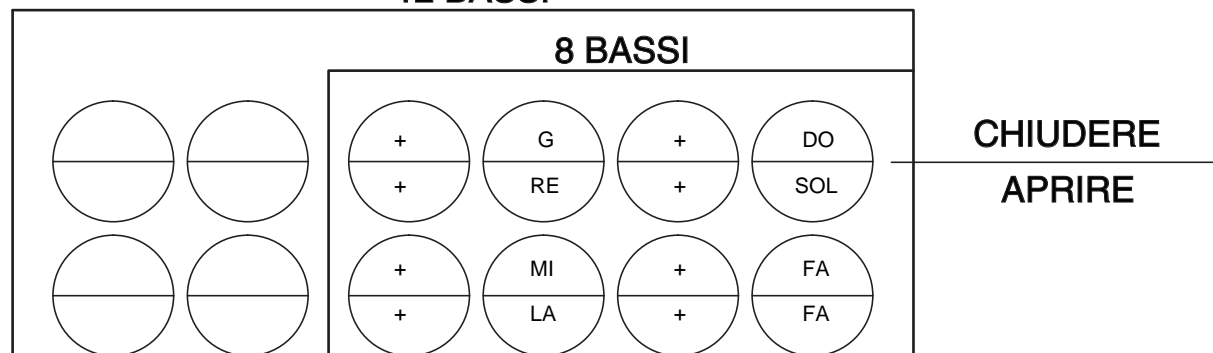 8 BASSI
+ G + DO
+ RE + SOL
CHIUDERE
APRIRE
+ MI + FA
+ LA + FA